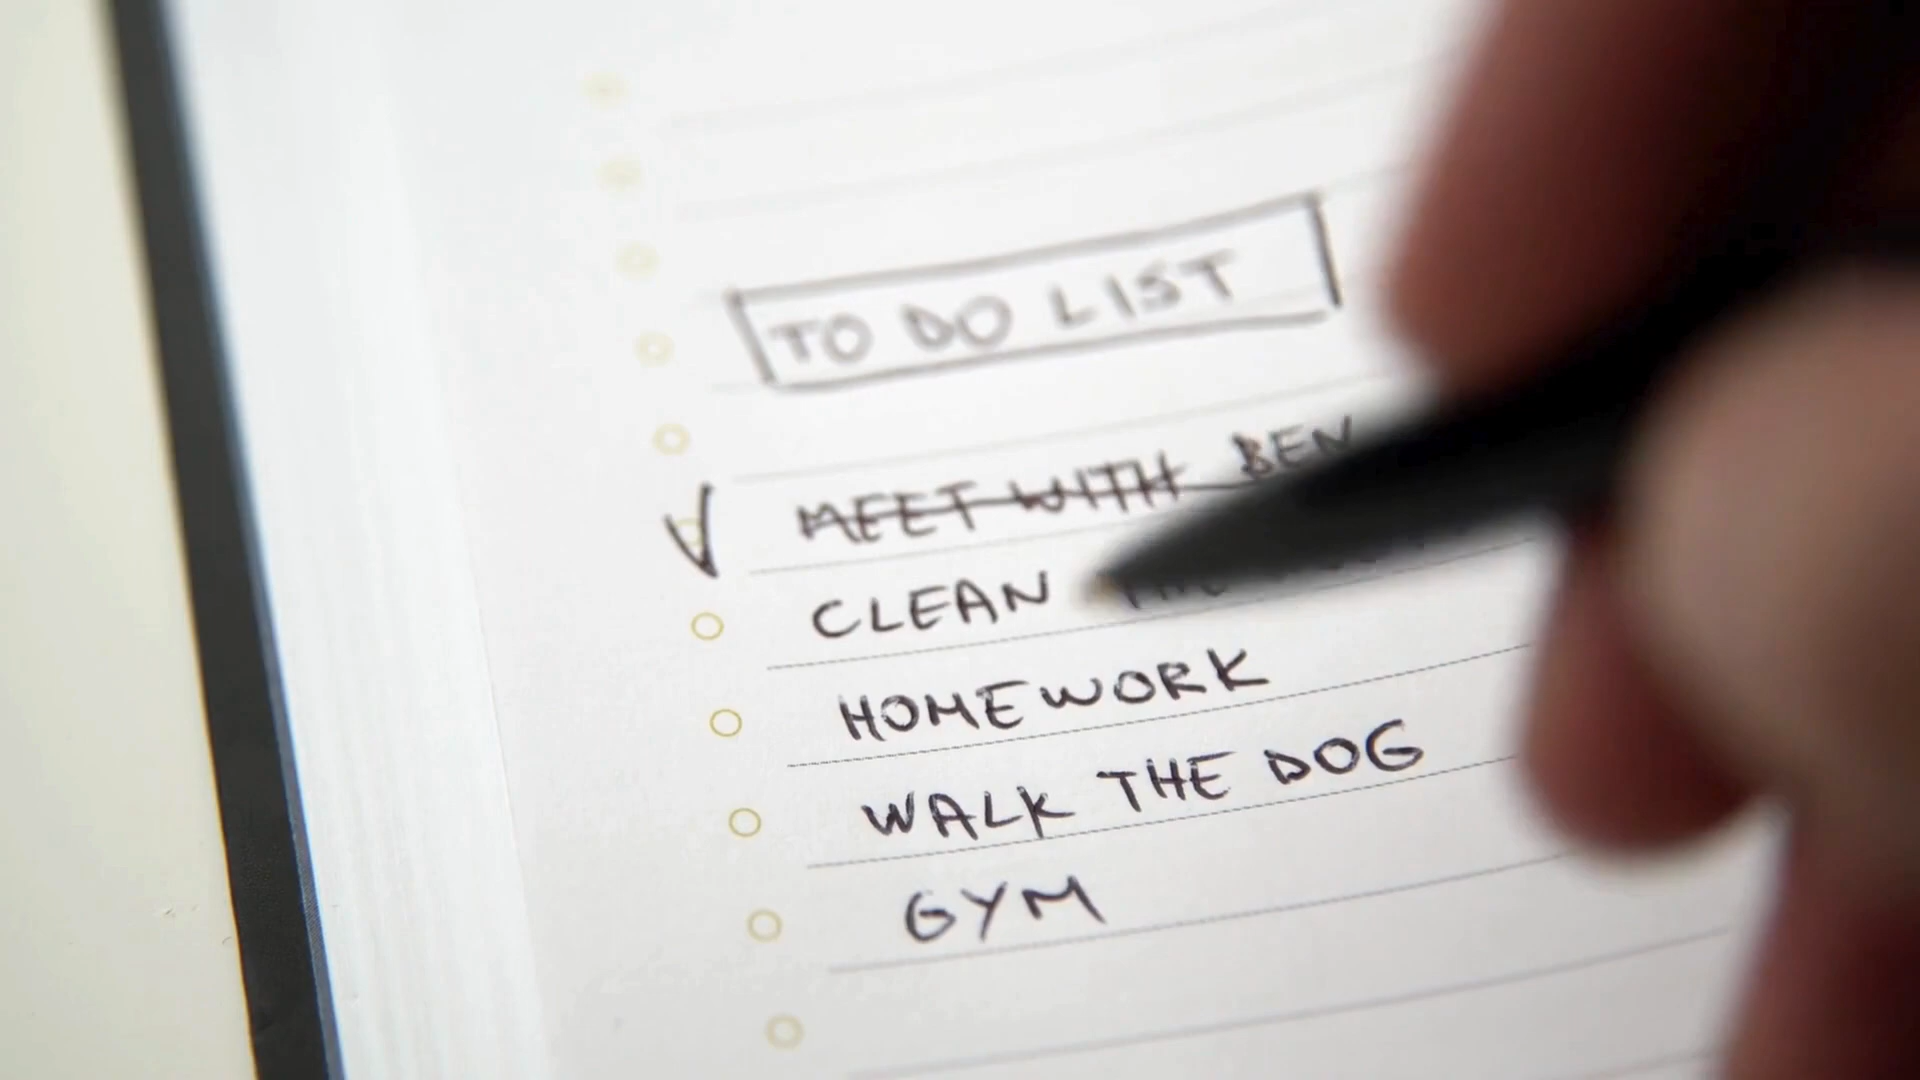 TO DO LIST
MEET WITH BEN
CLEAN
HOMEWORK
WALK THE DOG
GYM